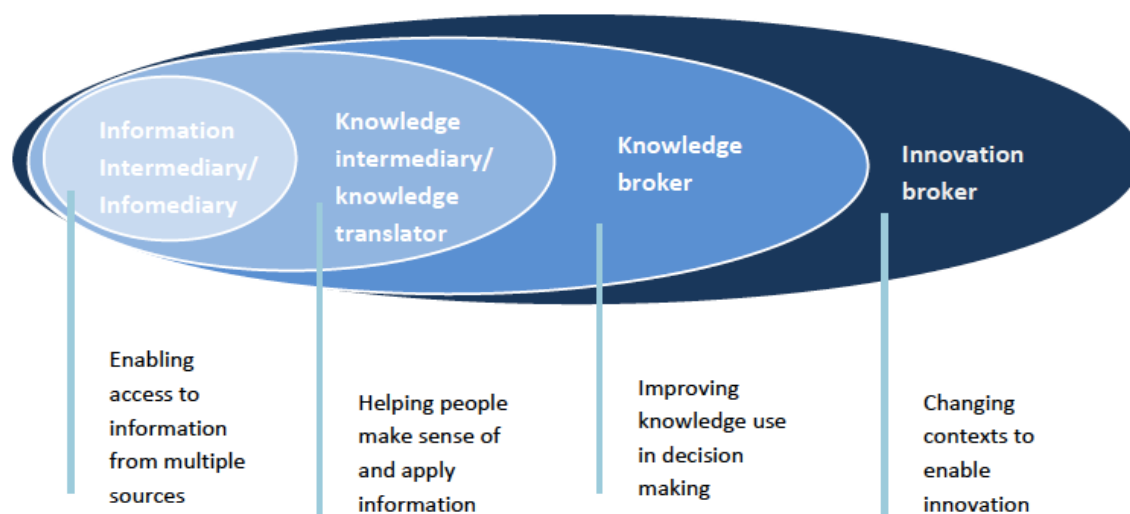 Information
Intermediary/
Infomediary
Knowledge
intermediary/
knowledge
translator
Knowledge
broker
Innovation
broker
Enabling
access to
information
from multiple
sources
Helping people
make sense of
and apply
information
Improving
knowledge use
in decision
making
Changing
contexts to
enable
innovation